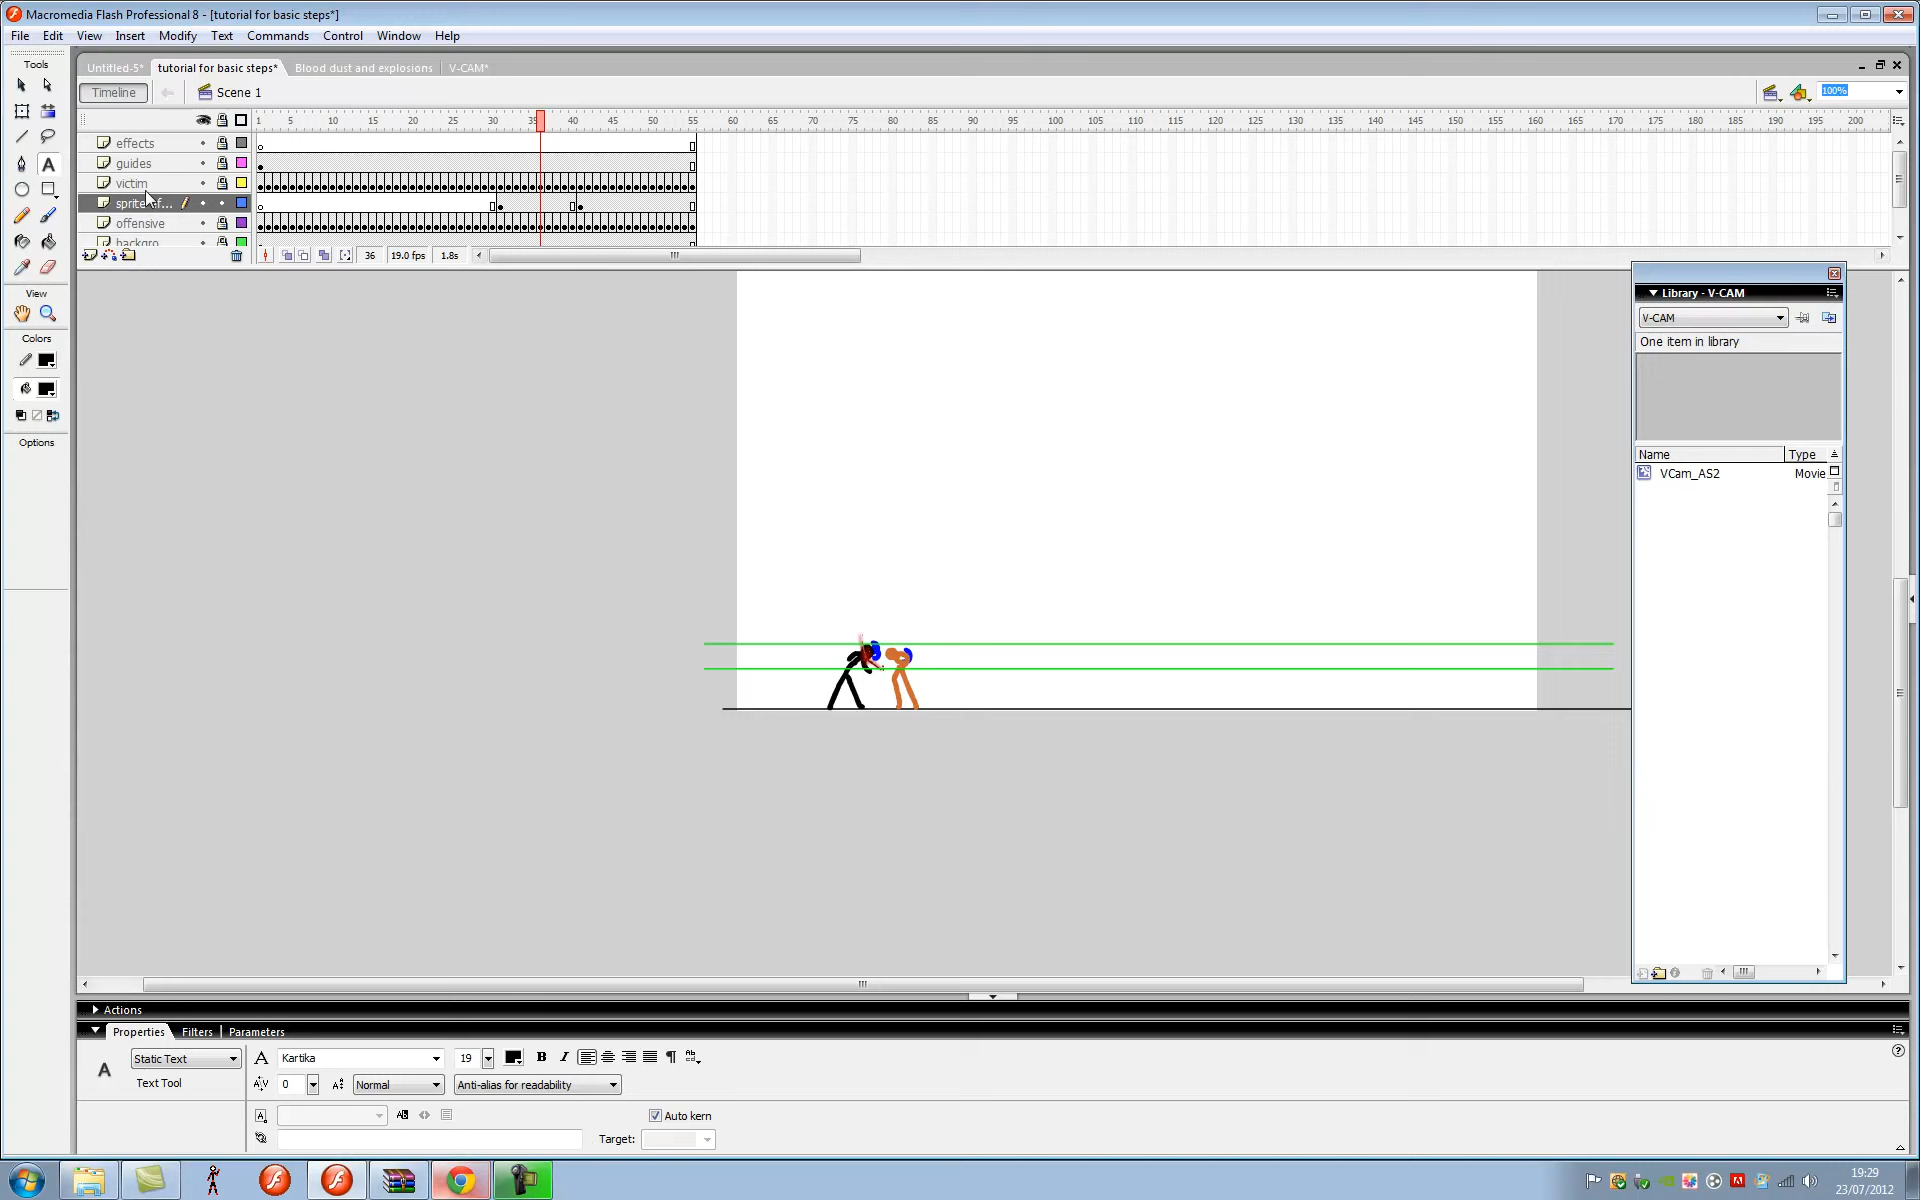 Macromedia Flash Professional 8 - [tutorial for basic steps*]
File Edit View Insert Modify Text Commands Control Window Help
Tools
Untitled-5* tutorial for basic steps* Blood dust and explosions V-CAM*
Timeline Scene 1 100%
1 5 10 15 20 25 30 35 40 45 50 55 60 65 70 75 80 85 90 95 100 105 110 115 120 125 130 135 140 145 150 155 160 165 170 175 180 185 190 195 200
effects
guides
victim
offensive
backgro
36 19.0 fps 1.8s
View
Colors
Options
Library - V-CAM
V-CAM
One item in library
Name Type
VCam_AS2 Movie
Actions
Properties Filters Parameters
A Static Text A Kartika 19 B I
Text Tool
A/V 0 Normal Anti-alias for readability
Auto kern
Target:
19:29
23/07/2012